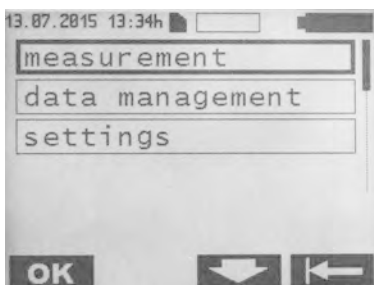 13.07.2015 13:34h
measurement
data management
settings
OK